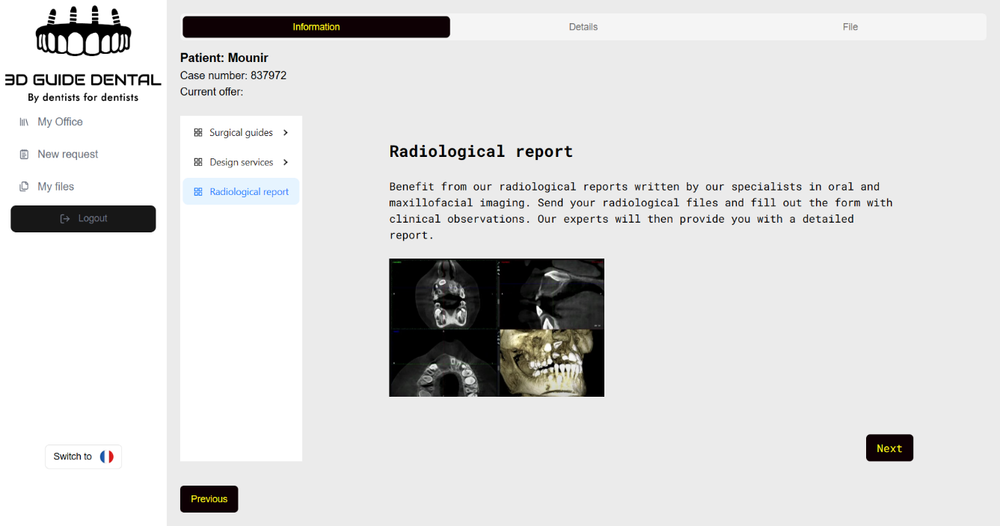 3D GUIDE DENTAL
By dentists for dentists
My Office
New request
My files
Logout
Switch to
Information
Details
File
Patient: Mounir
Case number: 837972
Current offer:
Surgical guides
Design services
Radiological report
Radiological report
Benefit from our radiological reports written by our specialists in oral and
maxillofacial imaging. Send your radiological files and fill out the form with
clinical observations. Our experts will then provide you with a detailed
report.
Next
Previous